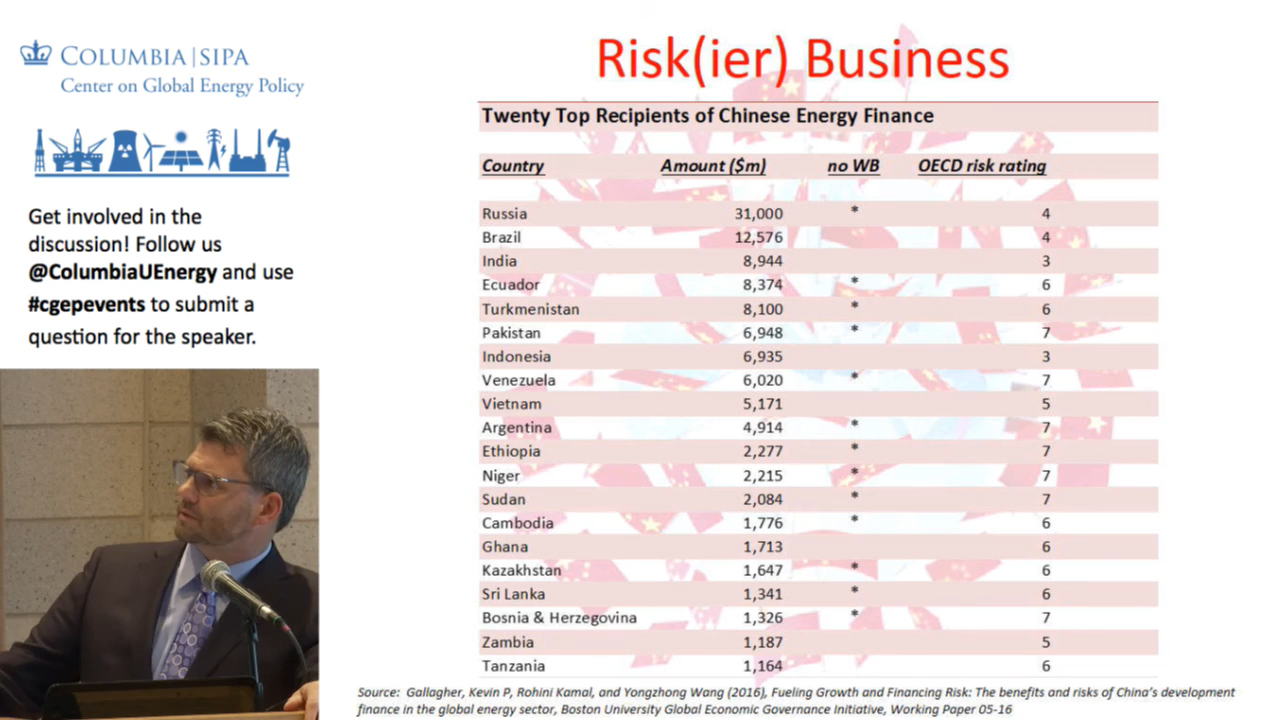 COLUMBIA | SIPA
Center on Global Energy Policy
Get involved in the
discussion! Follow us
@ColumbiaUEnergy and use
#cgepevents to submit a
question for the speaker.
Risk(ier) Business
Twenty Top Recipients of Chinese Energy Finance
Country Amount ($m) no WB OECD risk rating
Russia 31,000 * 4
Brazil 12,576 4
India 8,944 3
Ecuador 8,374 * 6
Turkmenistan 8,100 * 6
Pakistan 6,948 * 7
Indonesia 6,935 3
Venezuela 6,020 * 7
Vietnam 5,171 5
Argentina 4,914 * 7
Ethiopia 2,277 * 7
Niger 2,215 * 7
Sudan 2,084 * 7
Cambodia 1,776 * 6
Ghana 1,713 6
Kazakhstan 1,647 * 6
Sri Lanka 1,341 * 6
Bosnia & Herzegovina 1,326 * 7
Zambia 1,187 5
Tanzania 1,164 6
Source: Gallagher, Kevin P, Rohini Kamal, and Yongzhong Wang (2016), Fueling Growth and Financing Risk: The benefits and risks of China's development
finance in the global energy sector, Boston University Global Economic Governance Initiative, Working Paper 05-16